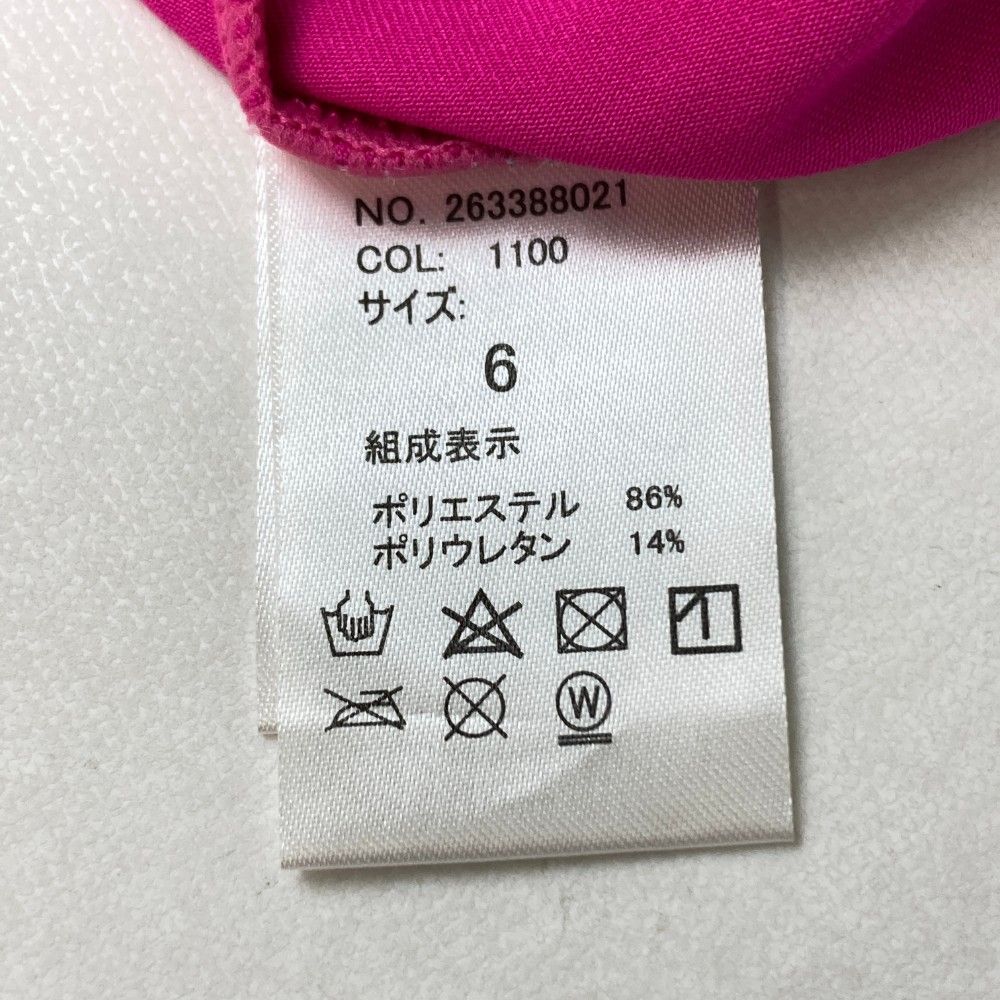 NO. 263388021
COL: 1100
サイズ:
6
組成表示
ポリエステル 86%
ポリウレタン 14%
W